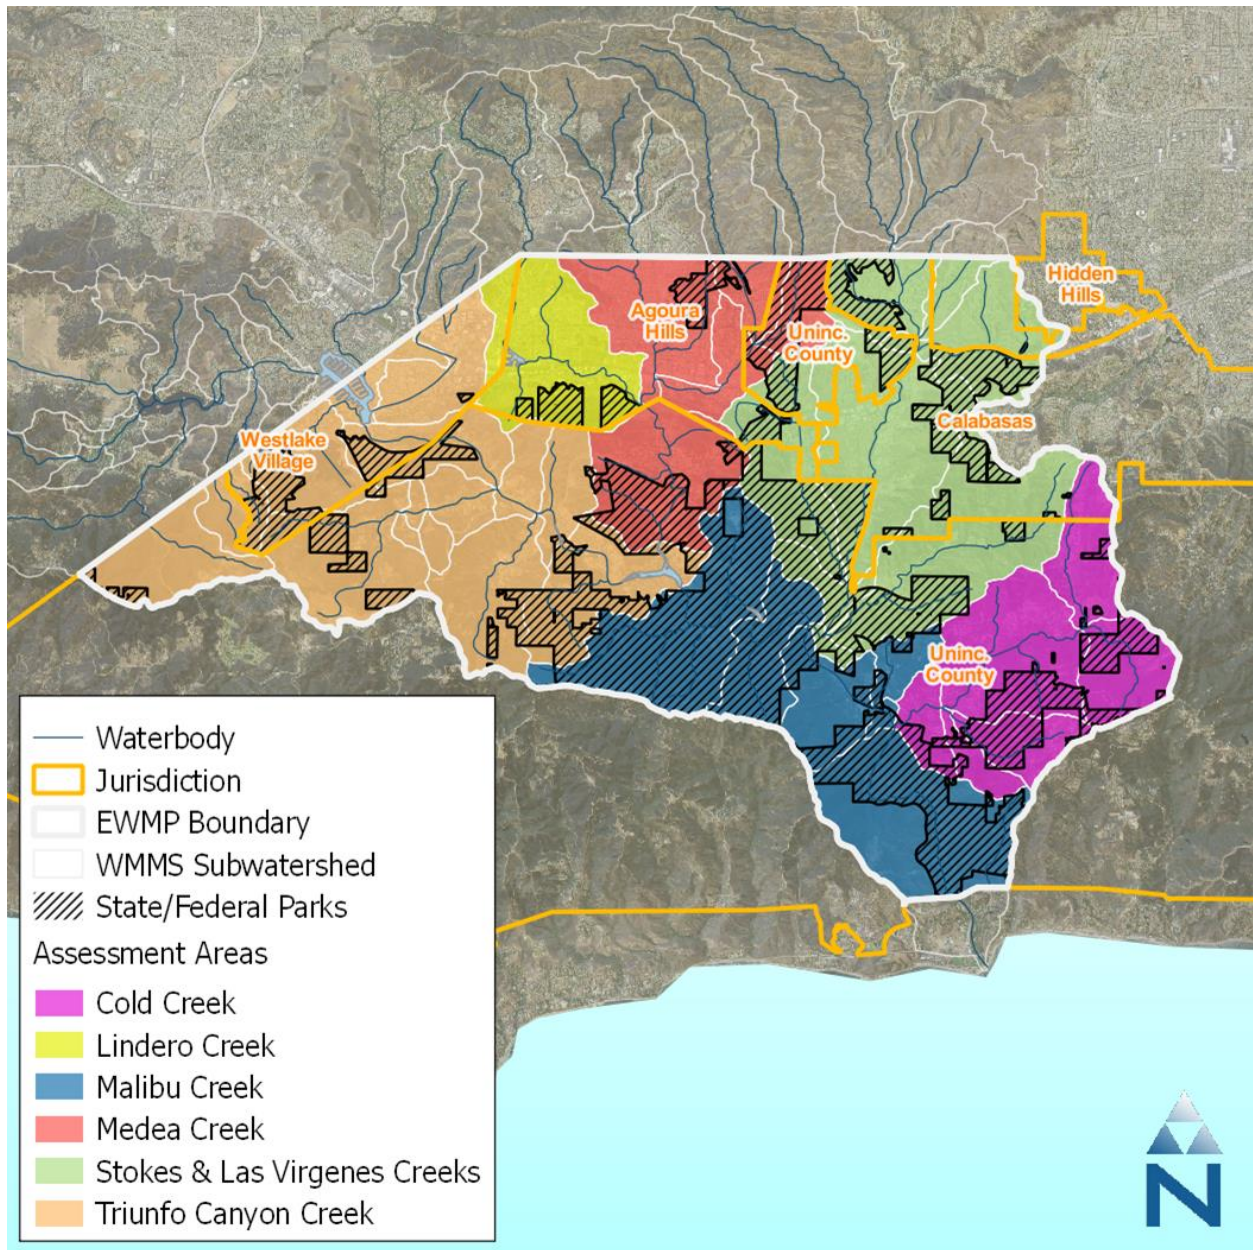 Hidden
Hills
Agoura
Hills
Uninc.
County
Calabasas
Westlake
Village
Uninc.
County
Waterbody
Jurisdiction
EWMP Boundary
WMMS Subwatershed
State/Federal Parks
Assessment Areas
Cold Creek
Lindero Creek
Malibu Creek
Medea Creek
Stokes & Las Virgenes Creeks
Triunfo Canyon Creek
N